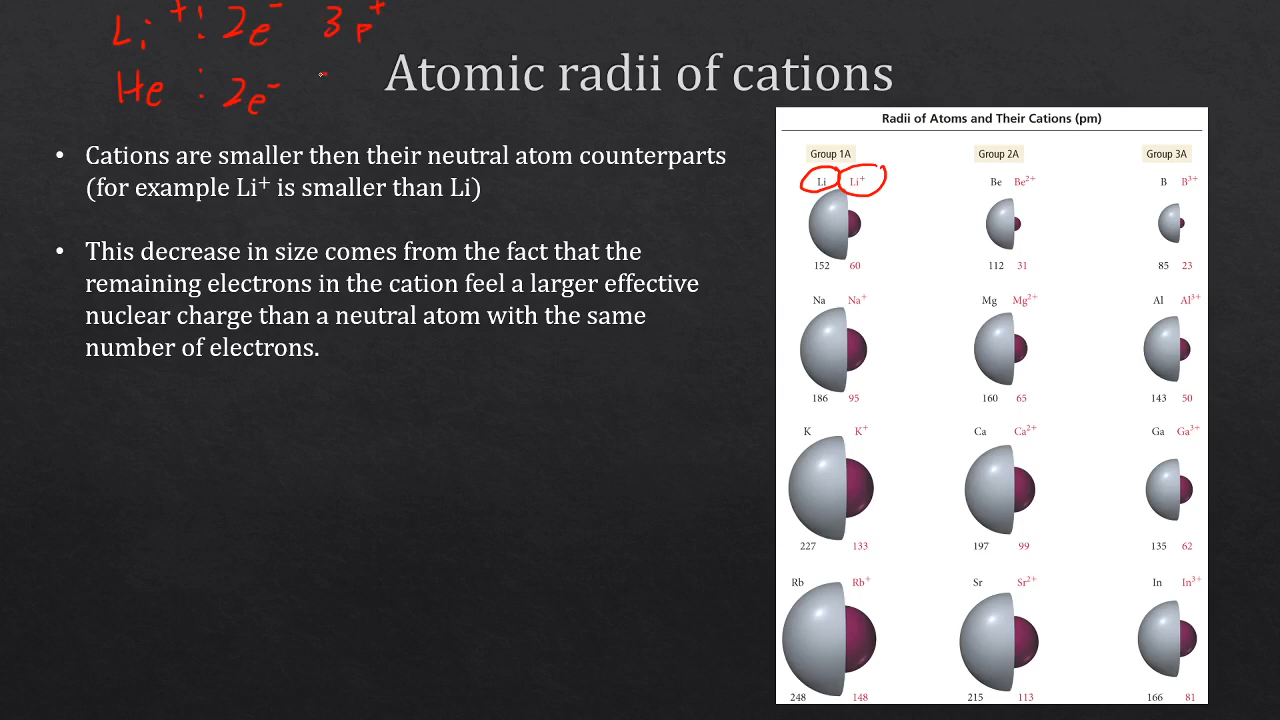 Li⁺ : 2e⁻ 3p⁺
He : 2e⁻
Atomic radii of cations
• Cations are smaller then their neutral atom counterparts
(for example Li⁺ is smaller than Li)
• This decrease in size comes from the fact that the
remaining electrons in the cation feel a larger effective
nuclear charge than a neutral atom with the same
number of electrons.
Radii of Atoms and Their Cations (pm)
Group 1A Group 2A Group 3A
Li Li⁺ Be Be²⁺ B B³⁺
152 60 112 31 85 23
Na Na⁺ Mg Mg²⁺ Al Al³⁺
186 95 160 65 143 50
K K⁺ Ca Ca²⁺ Ga Ga³⁺
227 133 197 99 135 62
Rb Rb⁺ Sr Sr²⁺ In In³⁺
248 148 215 113 166 81